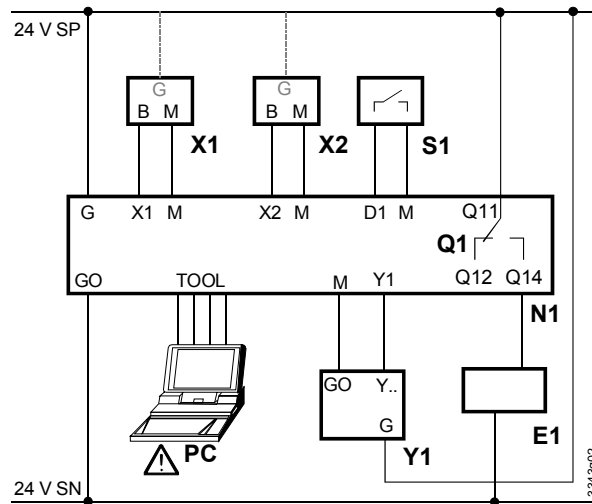 24 V SP
G G
B M B M
X1 X2 S1
G X1 M X2 M D1 M Q11
Q1
GO TOOL M Y1 Q12 Q14
N1
GO Y..
G
PC Y1 E1
24 V SN
3343a02